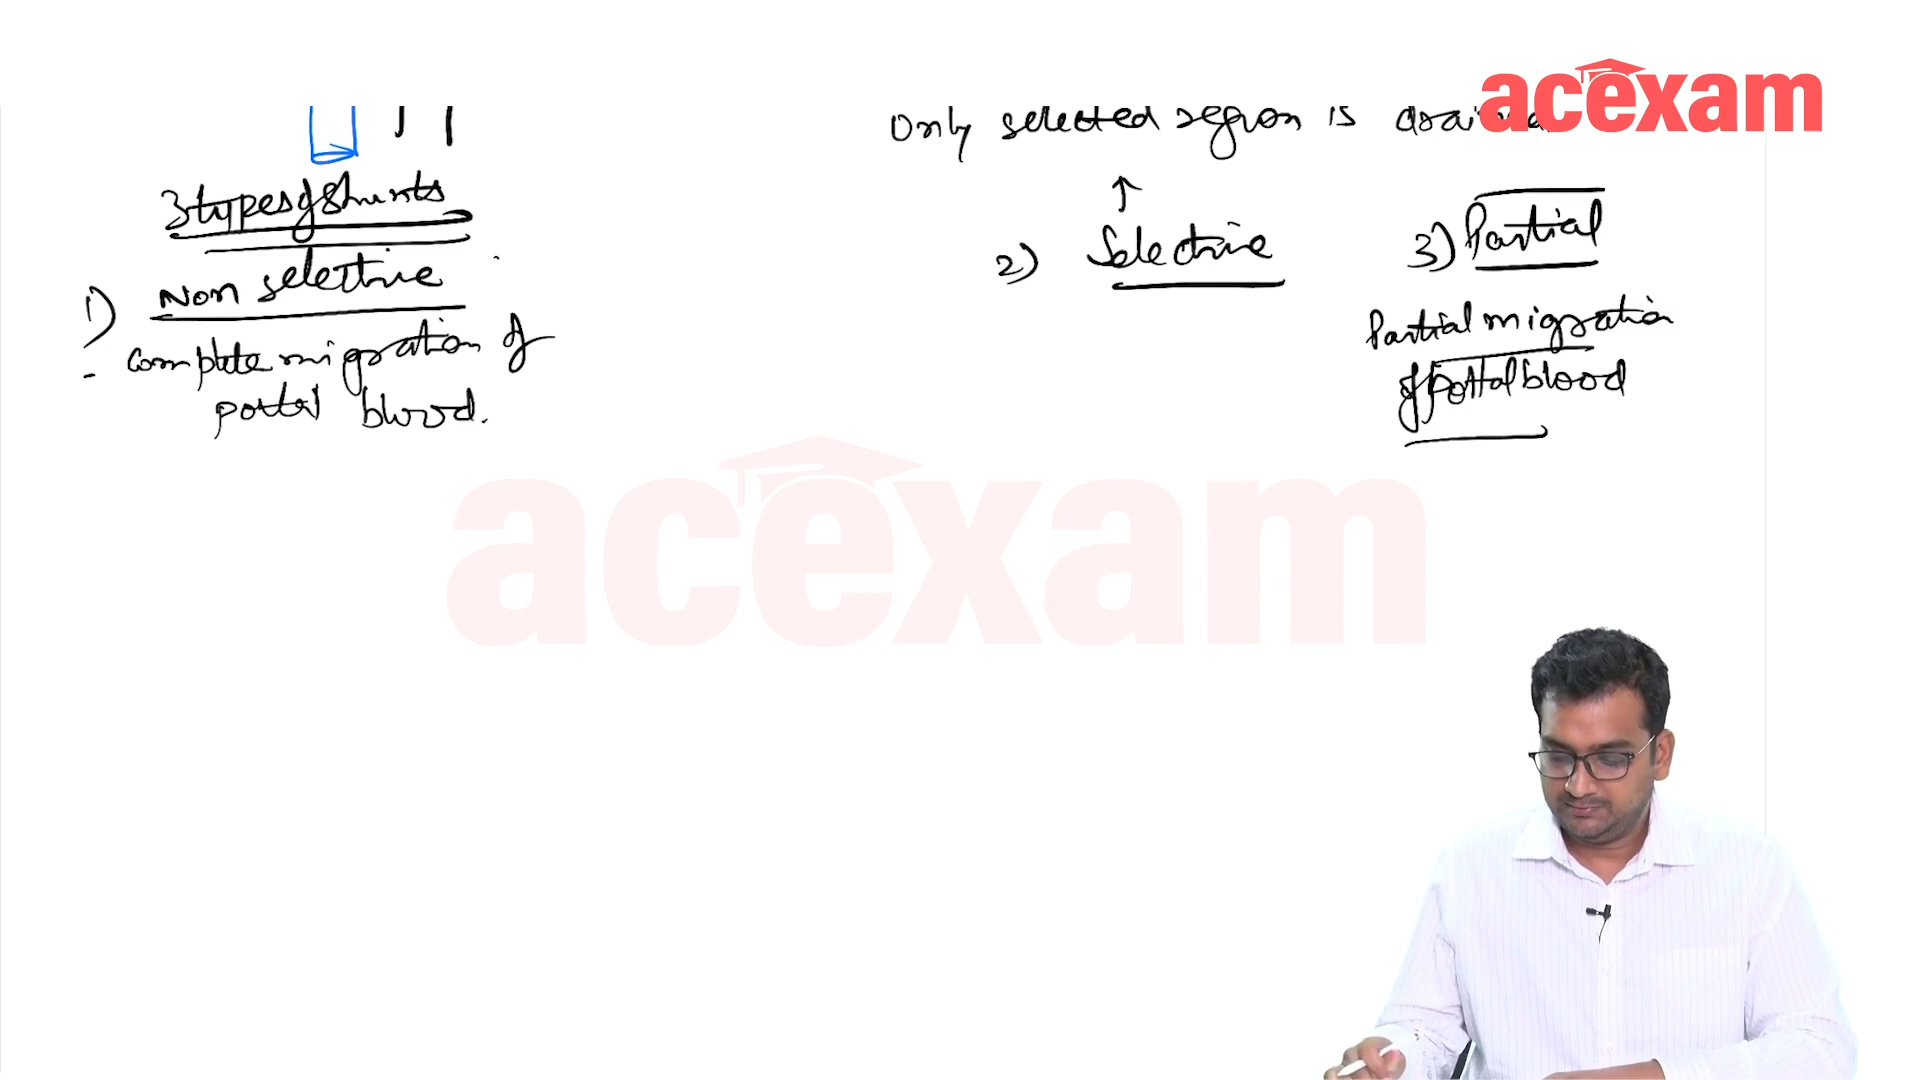 acexam
Only selected region is drained
3 types of shunts
1) Non selective
- complete migration of
portal blood.
2) Selective
3) Partial
Partial migration
of portal blood
acexam